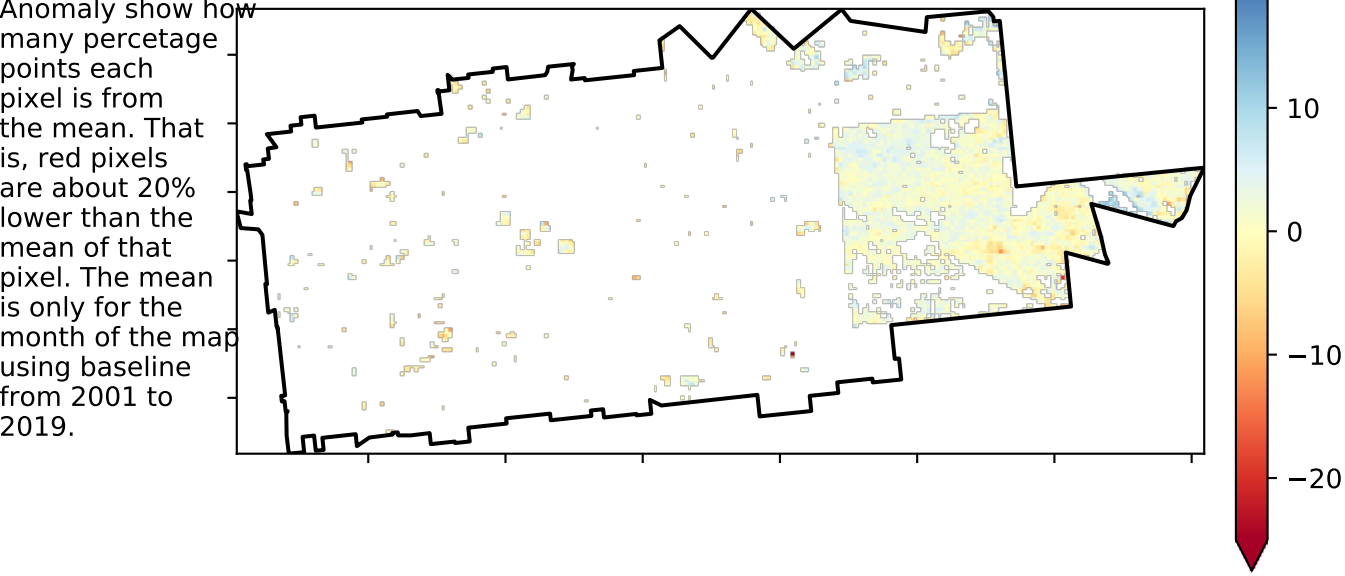 Anomaly show how
many percetage
points each
pixel is from
the mean. That
is, red pixels
are about 20%
lower than the
mean of that
pixel. The mean
is only for the
month of the map
using baseline
from 2001 to
2019.
10
0
−10
−20